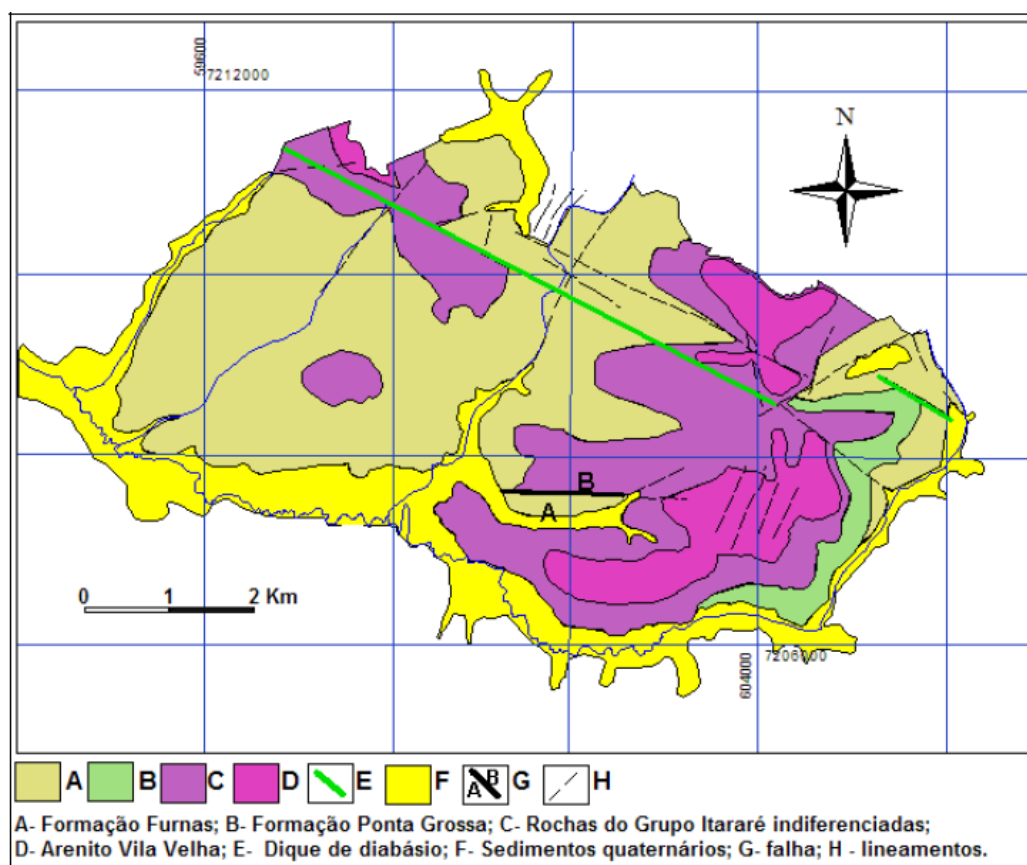 59600
7212000
N
B
A
0 1 2 Km
7206000
604000
A B C D E F A B G H
A- Formação Furnas; B- Formação Ponta Grossa; C- Rochas do Grupo Itararé indiferenciadas;
D- Arenito Vila Velha; E- Dique de diabásio; F- Sedimentos quaternários; G- falha; H - lineamentos.